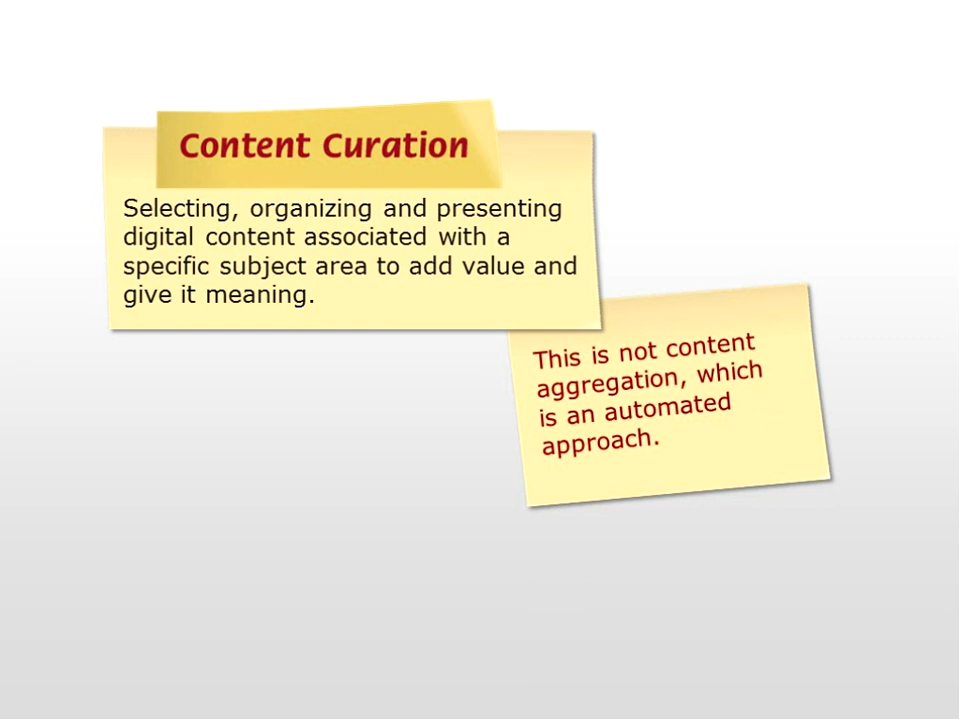 Content Curation
Selecting, organizing and presenting
digital content associated with a
specific subject area to add value and
give it meaning.
This is not content
aggregation, which
is an automated
approach.